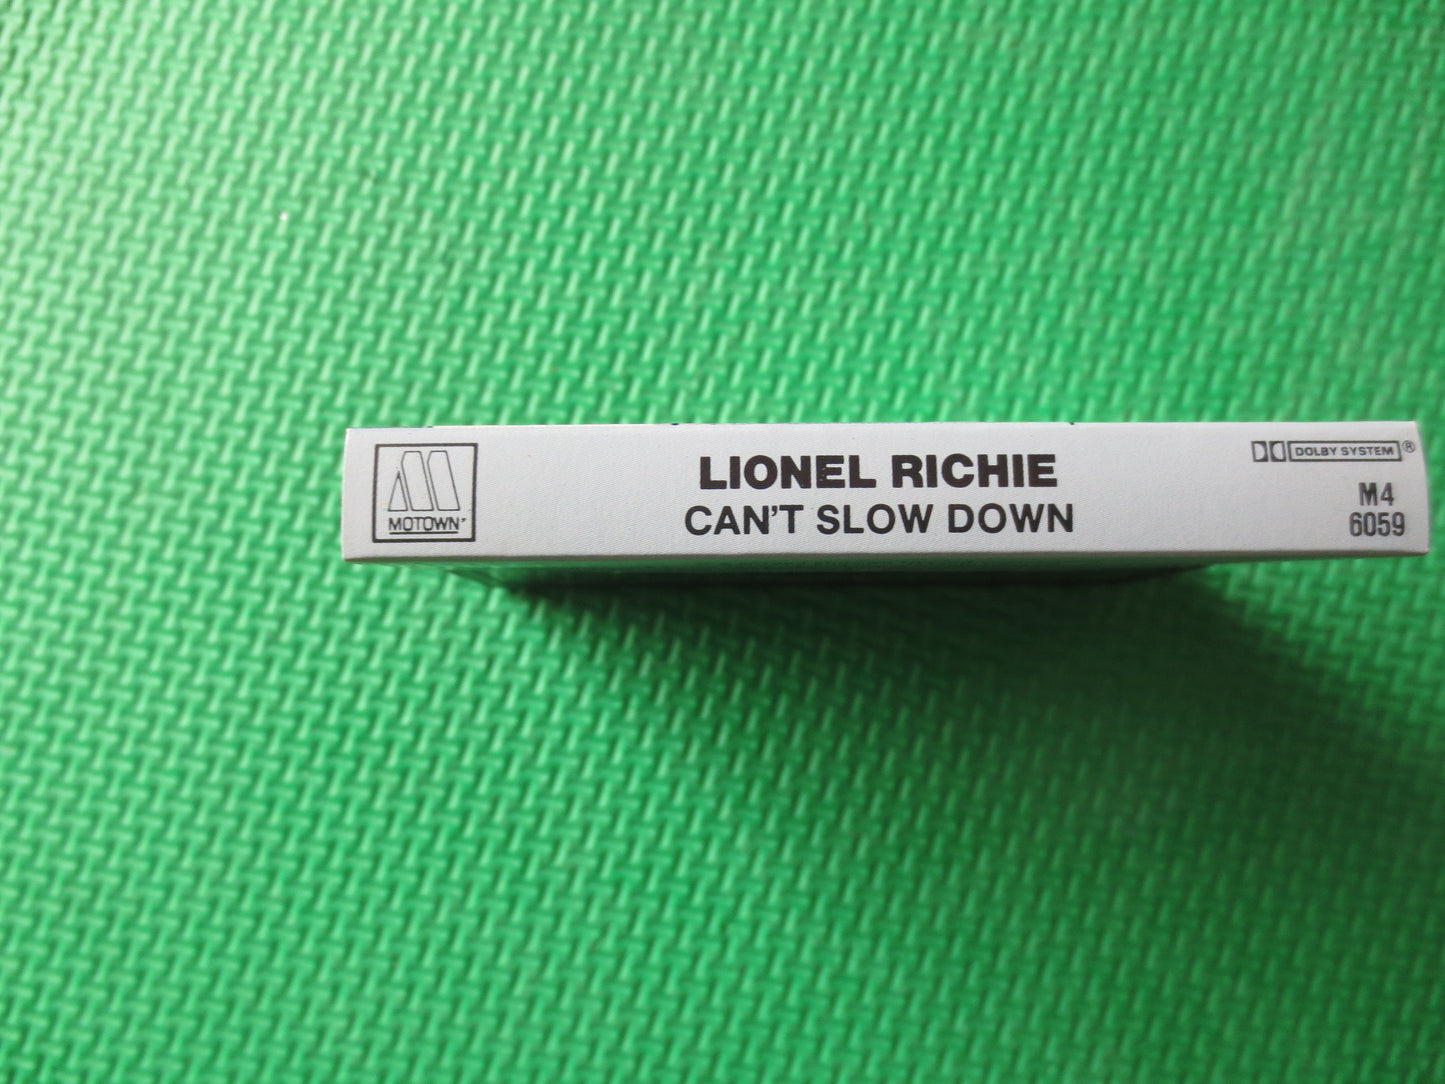 MOTOWN
LIONEL RICHIE
CAN'T SLOW DOWN
DOLBY SYSTEM®
M4
6059